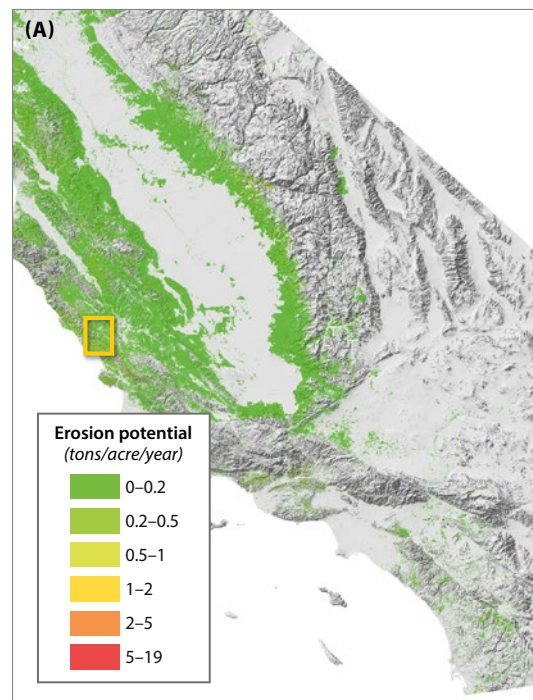 (A)
Erosion potential
(tons/acre/year)
0–0.2
0.2–0.5
0.5–1
1–2
2–5
5–19